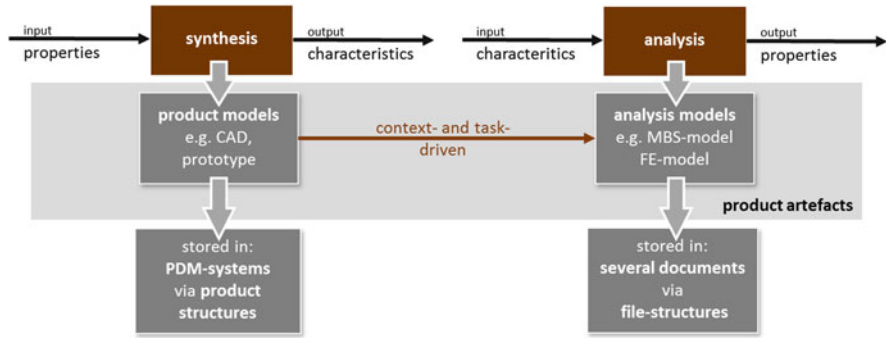 input
properties
synthesis
output
characteristics
input
characteritics
analysis
output
properties
product models
e.g. CAD,
prototype
context- and task-
driven
analysis models
e.g. MBS-model
FE-model
product artefacts
stored in:
PDM-systems
via product
structures
stored in:
several documents
via
file-structures